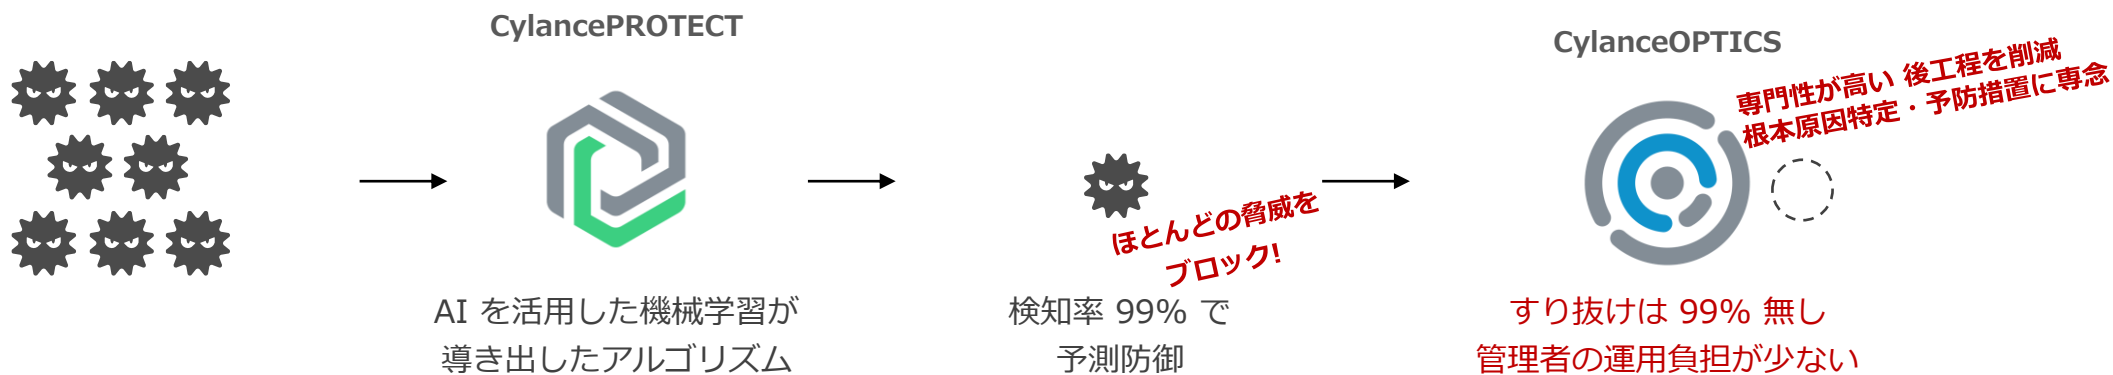 CylancePROTECT
AI を活用した機械学習が
導き出したアルゴリズム
ほとんどの脅威を
ブロック!
検知率 99% で
予測防御
CylanceOPTICS
専門性が高い 後工程を削減
根本原因特定・予防措置に専念
すり抜けは 99% 無し
管理者の運用負担が少ない